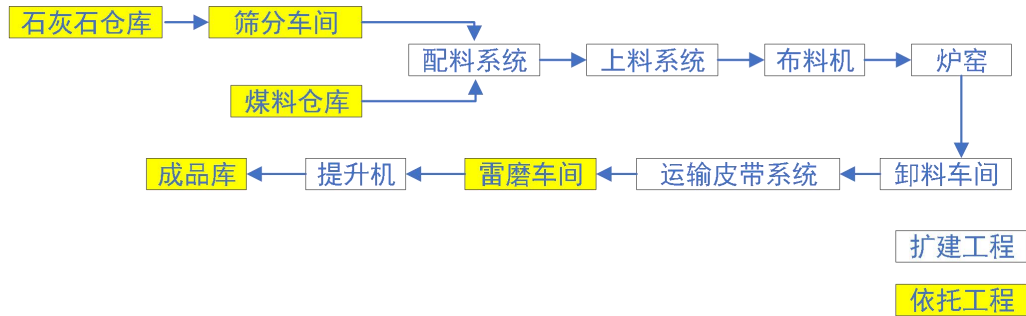 石灰石仓库
筛分车间
配料系统
上料系统
布料机
炉窑
煤料仓库
成品库
提升机
雷磨车间
运输皮带系统
卸料车间
扩建工程
依托工程